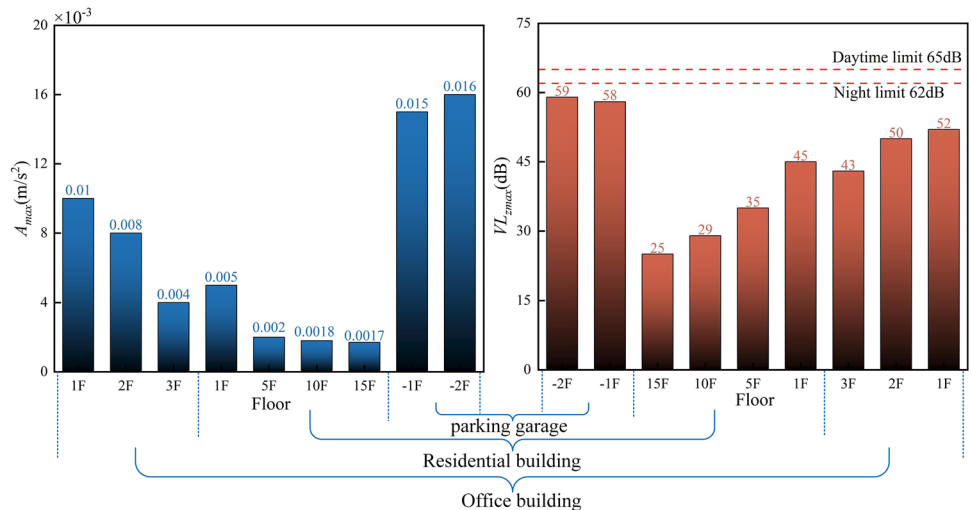 ×10⁻³
20
16
12
8
4
0
A_max(m/s²)
0.01
0.008
0.004
0.005
0.002
0.0018
0.0017
0.015
0.016
1F 2F 3F 1F 5F 10F 15F -1F -2F
Floor
75
60
45
30
15
0
VL_zmax(dB)
Daytime limit 65dB
Night limit 62dB
59
58
25
29
35
45
43
50
52
-2F -1F 15F 10F 5F 1F 3F 2F 1F
Floor
parking garage
Residential building
Office building